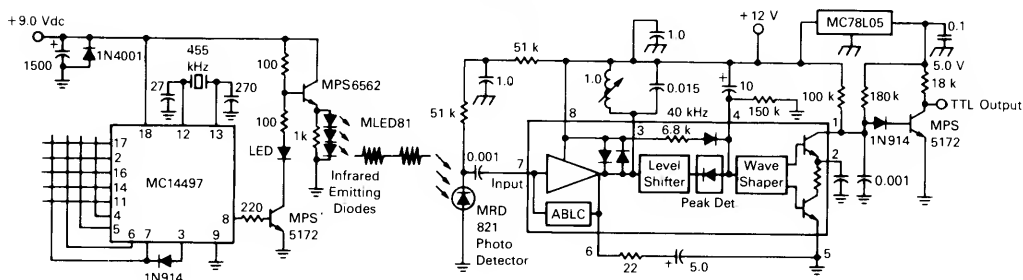 +9.0 Vdc
1500
1N4001
455
kHz
27
270
18
12
13
100
MPS6562
100
1k
LED
MLED81
Infrared
Emitting
Diodes
17
2
16
14
11
4
5
MC14497
6
7
3
9
8
220
MPS
5172
1N914
51 k
1.0
51 k
0.001
7
Input
MRD
821
Photo
Detector
1.0
1.0
0.015
40 kHz
8
3
6.8 k
4
+12 V
+
10
150 k
ABLC
Level
Shifter
Peak Det.
Wave
Shaper
6
22
+
5.0
5
1
2
MC78L05
0.1
5.0 V
100 k
180k
18 k
TTL Output
1N914
MPS
5172
0.001